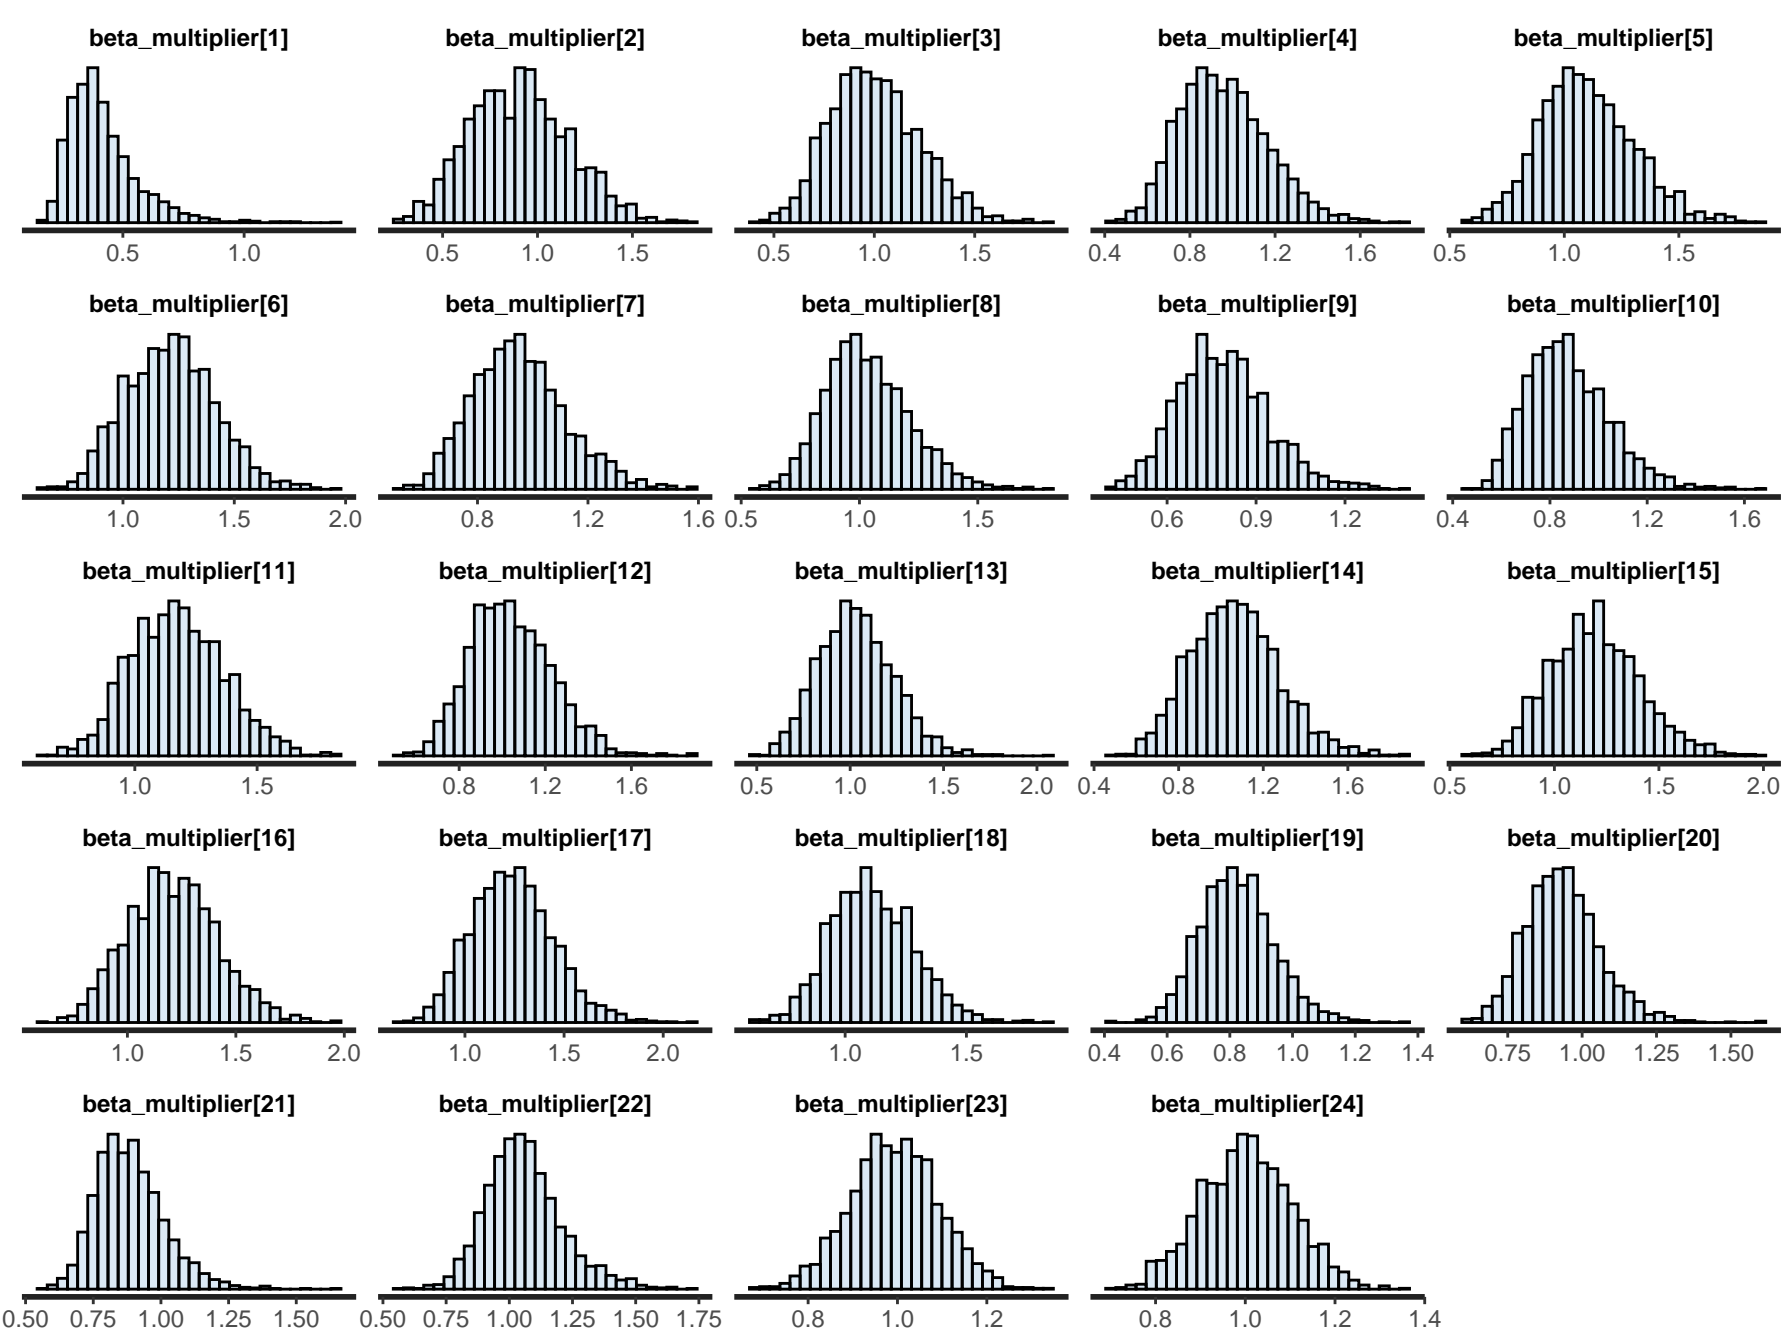 beta_multiplier[1] beta_multiplier[2] beta_multiplier[3] beta_multiplier[4] beta_multiplier[5]
0.5 1.0 0.5 1.0 1.5 0.5 1.0 1.5 0.4 0.8 1.2 1.6 0.5 1.0 1.5
beta_multiplier[6] beta_multiplier[7] beta_multiplier[8] beta_multiplier[9] beta_multiplier[10]
1.0 1.5 2.0 0.8 1.2 1.6 0.5 1.0 1.5 0.6 0.9 1.2 0.4 0.8 1.2 1.6
beta_multiplier[11] beta_multiplier[12] beta_multiplier[13] beta_multiplier[14] beta_multiplier[15]
1.0 1.5 0.8 1.2 1.6 0.5 1.0 1.5 2.0 0.4 0.8 1.2 1.6 0.5 1.0 1.5 2.0
beta_multiplier[16] beta_multiplier[17] beta_multiplier[18] beta_multiplier[19] beta_multiplier[20]
1.0 1.5 2.0 1.0 1.5 2.0 1.0 1.5 0.4 0.6 0.8 1.0 1.2 1.4 0.75 1.00 1.25 1.50
beta_multiplier[21] beta_multiplier[22] beta_multiplier[23] beta_multiplier[24]
0.50 0.75 1.00 1.25 1.50 0.50 0.75 1.00 1.25 1.50 1.75 0.8 1.0 1.2 0.8 1.0 1.2 1.4